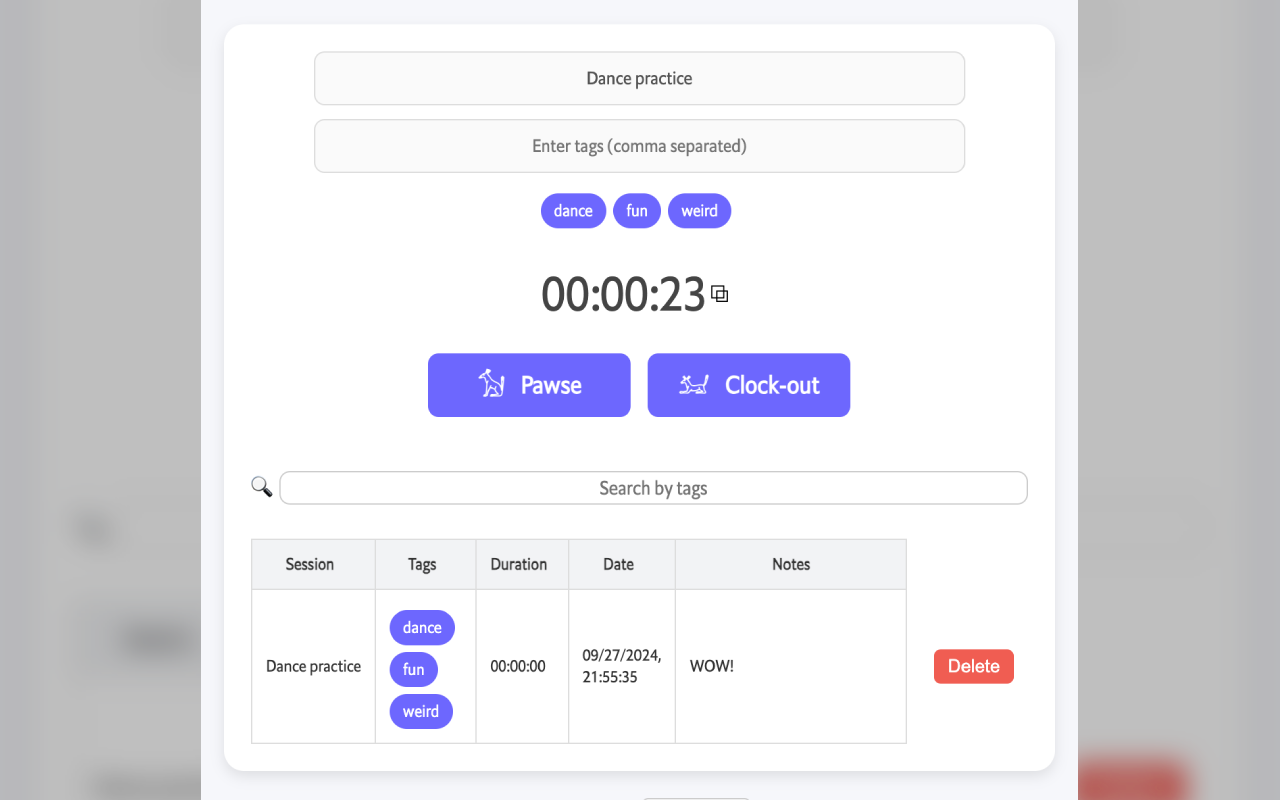 Dance practice
Enter tags (comma separated)
dance fun weird
00:00:23
Pawse Clock-out
Search by tags
Session Tags Duration Date Notes
Dance practice
dance
fun
weird
00:00:00
09/27/2024,
21:55:35
WOW!
Delete